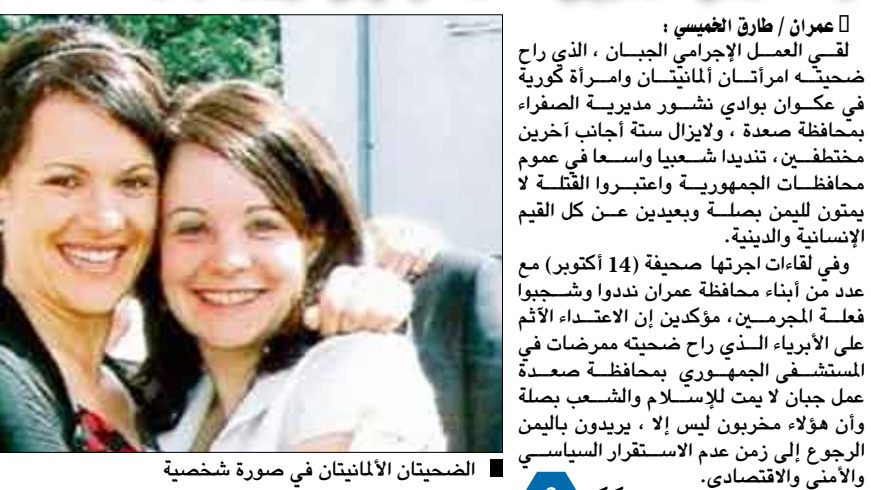 عمران / طارق الخميسي :
لقي العمل الإجرامي الجبان ، الذي راح
ضحيته امرأتان ألمانيتان وامرأة كورية
في عكوان بوادي نشور مديرية الصفراء
بمحافظة صعدة ، ولايزال ستة أجانب آخرين
مختطفين ، تنديدا شعبيا واسعا في عموم
محافظات الجمهورية واعتبروا القتلة لا
يمتون لليمن بصلة وبعيدين عن كل القيم
الإنسانية والدينية.
وفي لقاءات اجرتها صحيفة (14 أكتوبر) مع
عدد من أبناء محافظة عمران نددوا وشجبوا
فعلة المجرمين ، مؤكدين إن الاعتداء الآثم
على الأبرياء الذي راح ضحيته ممرضات في
المستشفى الجمهوري بمحافظة صعدة
عمل جبان لا يمت للإسلام والشعب بصلة
وأن هؤلاء مخربون ليس إلا ، يريدون باليمن
الرجوع إلى زمن عدم الاستقرار السياسي
والأمني والاقتصادي.
الضحيتان الألمانيتان في صورة شخصية